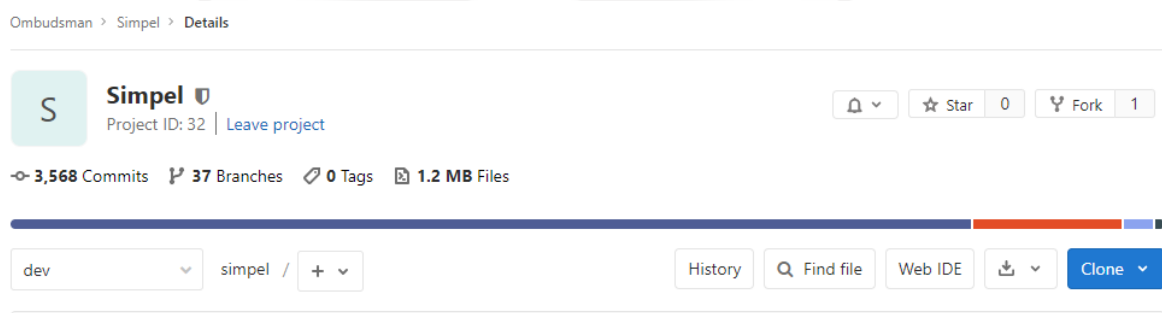 Ombudsman > Simpel > Details
S
Simpel
Project ID: 32 | Leave project
Star 0 Fork 1
3,568 Commits 37 Branches 0 Tags 1.2 MB Files
dev simpel / + History Find file Web IDE Clone